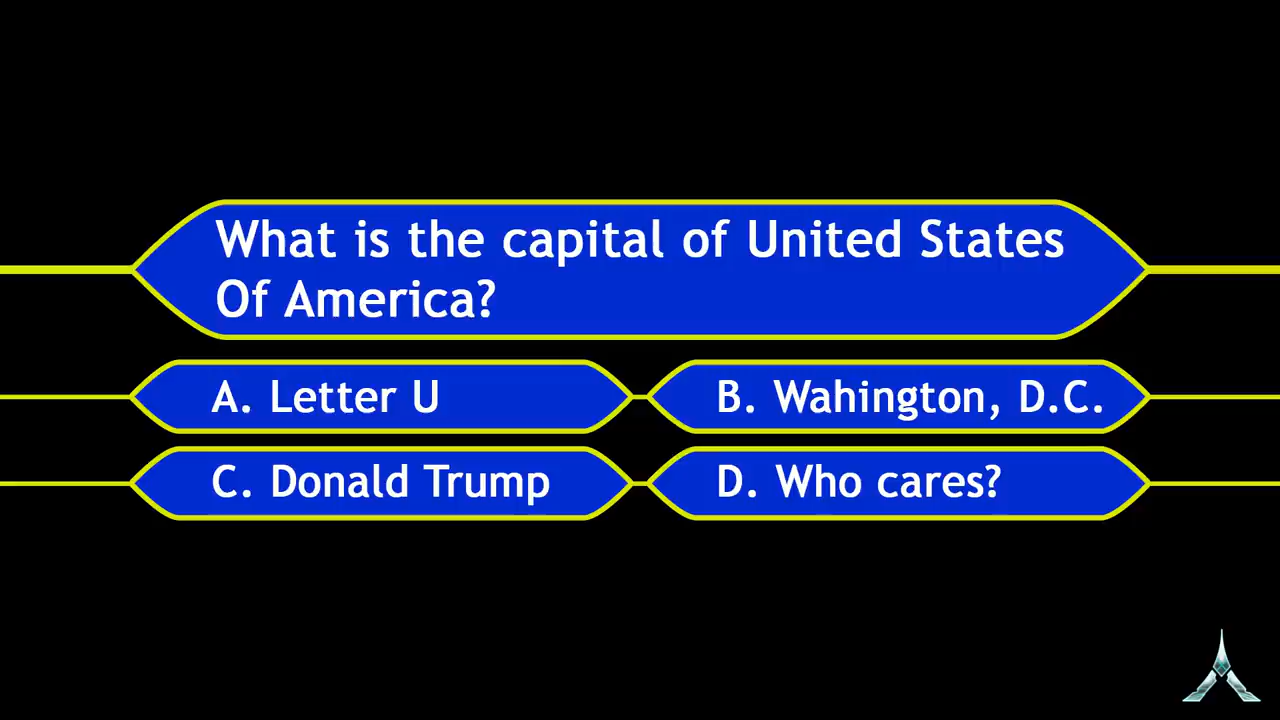 What is the capital of United States
Of America?
A. Letter U
B. Wahington, D.C.
C. Donald Trump
D. Who cares?